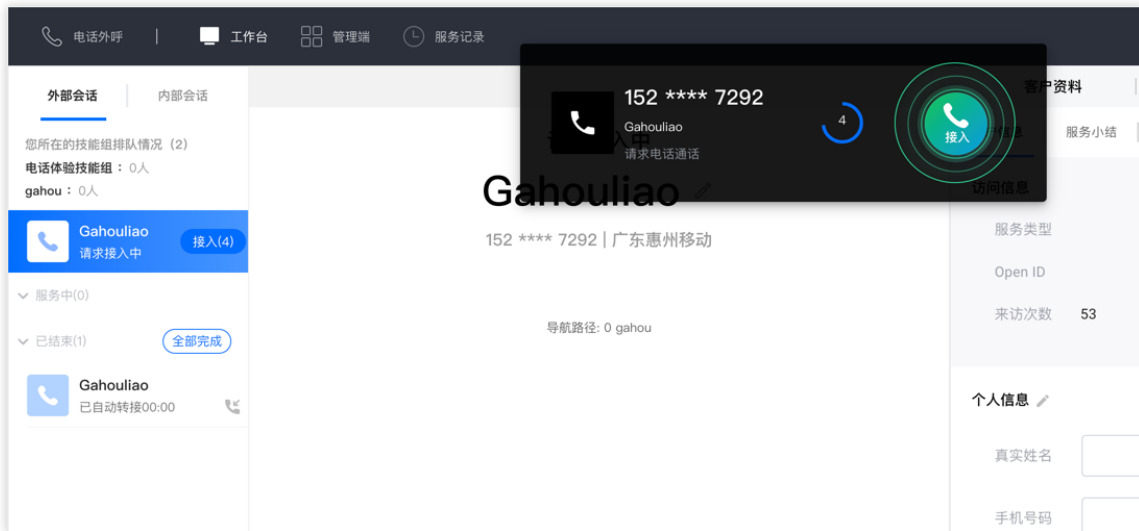 电话外呼
工作台
管理端
服务记录
外部会话
内部会话
您所在的技能组排队情况（2）
电话体验技能组：0人
gahou：0人
Gahouliao
请求接入中
接入(4)
服务中(0)
已结束(1)
全部完成
Gahouliao
已自动转接00:00
152 **** 7292
Gahouliao
请求电话通话
4
接入
Gahouliao
152 **** 7292 | 广东惠州移动
导航路径: 0 gahou
客户资料
服务小结
访问信息
服务类型
Open ID
来访次数 53
个人信息
真实姓名
手机号码